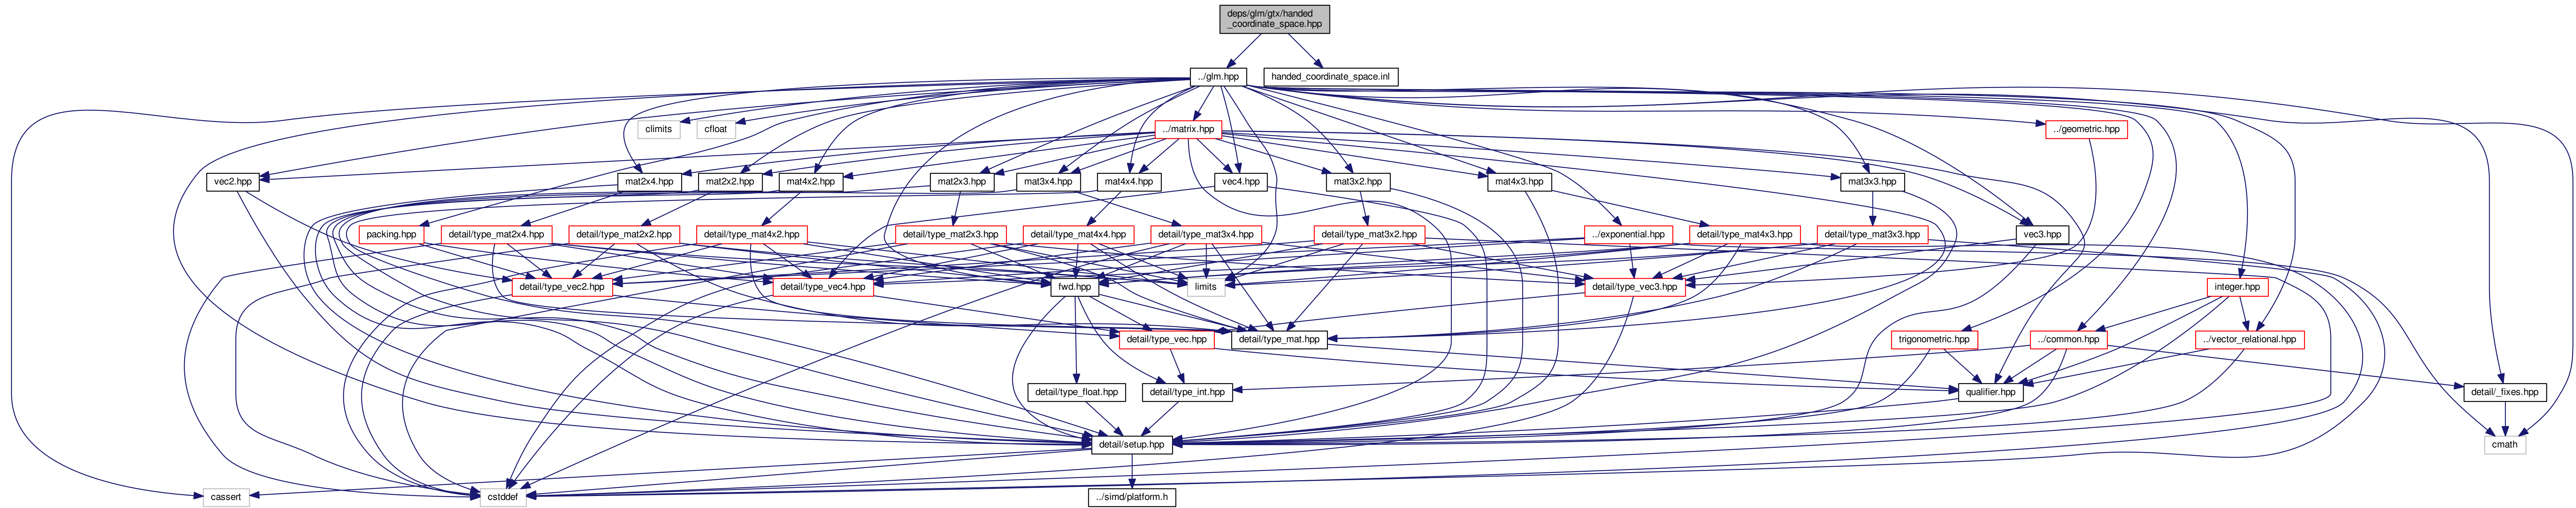 deps/glm/gtx/handed
_coordinate_space.hpp
../glm.hpp
handed_coordinate_space.inl
climits
cfloat
../matrix.hpp
../geometric.hpp
vec2.hpp
mat2x4.hpp
mat2x2.hpp
mat4x2.hpp
mat2x3.hpp
mat3x4.hpp
mat4x4.hpp
vec4.hpp
mat3x2.hpp
mat4x3.hpp
mat3x3.hpp
packing.hpp
detail/type_mat2x4.hpp
detail/type_mat2x2.hpp
detail/type_mat4x2.hpp
detail/type_mat2x3.hpp
detail/type_mat4x4.hpp
detail/type_mat3x4.hpp
detail/type_mat3x2.hpp
../exponential.hpp
detail/type_mat4x3.hpp
detail/type_mat3x3.hpp
vec3.hpp
detail/type_vec2.hpp
detail/type_vec4.hpp
fwd.hpp
limits
detail/type_vec3.hpp
integer.hpp
detail/type_vec.hpp
detail/type_mat.hpp
trigonometric.hpp
../common.hpp
../vector_relational.hpp
detail/type_float.hpp
detail/type_int.hpp
qualifier.hpp
detail/_fixes.hpp
detail/setup.hpp
cmath
cassert
cstddef
../simd/platform.h